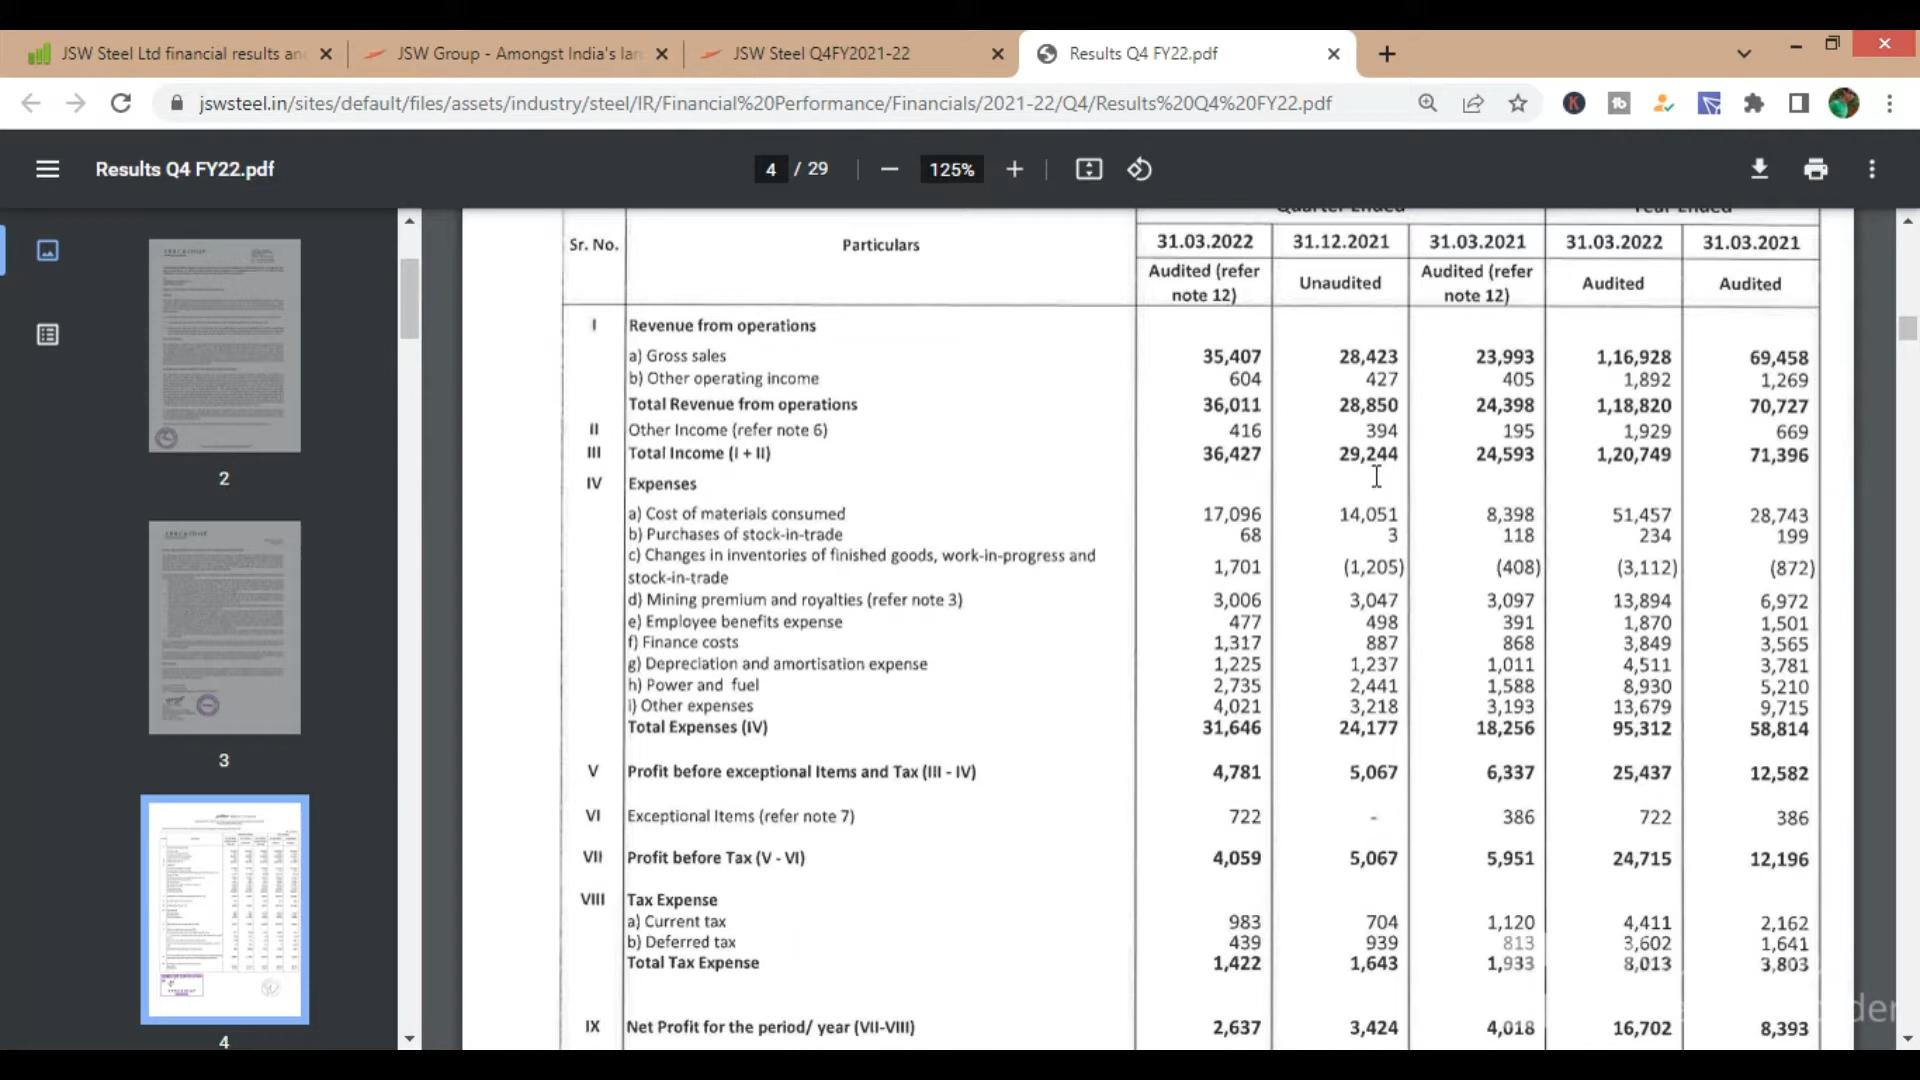 JSW Steel Ltd financial results an
JSW Group - Amongst India's lar
JSW Steel Q4FY2021-22
Results Q4 FY22.pdf
jswsteel.in/sites/default/files/assets/industry/steel/IR/Financial%20Performance/Financials/2021-22/Q4/Results%20Q4%20FY22.pdf
Results Q4 FY22.pdf
4 / 29
125%
2
3
4
Quarter Ended Year Ended
Sr. No. Particulars 31.03.2022 31.12.2021 31.03.2021 31.03.2022 31.03.2021
Audited (refer note 12) Unaudited Audited (refer note 12) Audited Audited
I Revenue from operations
a) Gross sales 35,407 28,423 23,993 1,16,928 69,458
b) Other operating income 604 427 405 1,892 1,269
Total Revenue from operations 36,011 28,850 24,398 1,18,820 70,727
II Other Income (refer note 6) 416 394 195 1,929 669
III Total Income (I + II) 36,427 29,244 24,593 1,20,749 71,396
IV Expenses
a) Cost of materials consumed 17,096 14,051 8,398 51,457 28,743
b) Purchases of stock-in-trade 68 3 118 234 199
c) Changes in inventories of finished goods, work-in-progress and
stock-in-trade 1,701 (1,205) (408) (3,112) (872)
d) Mining premium and royalties (refer note 3) 3,006 3,047 3,097 13,894 6,972
e) Employee benefits expense 477 498 391 1,870 1,501
f) Finance costs 1,317 887 868 3,849 3,565
g) Depreciation and amortisation expense 1,225 1,237 1,011 4,511 3,781
h) Power and fuel 2,735 2,441 1,588 8,930 5,210
i) Other expenses 4,021 3,218 3,193 13,679 9,715
Total Expenses (IV) 31,646 24,177 18,256 95,312 58,814
V Profit before exceptional Items and Tax (III - IV) 4,781 5,067 6,337 25,437 12,582
VI Exceptional Items (refer note 7) 722 - 386 722 386
VII Profit before Tax (V - VI) 4,059 5,067 5,951 24,715 12,196
VIII Tax Expense
a) Current tax 983 704 1,120 4,411 2,162
b) Deferred tax 439 939 813 3,602 1,641
Total Tax Expense 1,422 1,643 1,933 8,013 3,803
IX Net Profit for the period/ year (VII-VIII) 2,637 3,424 4,018 16,702 8,393